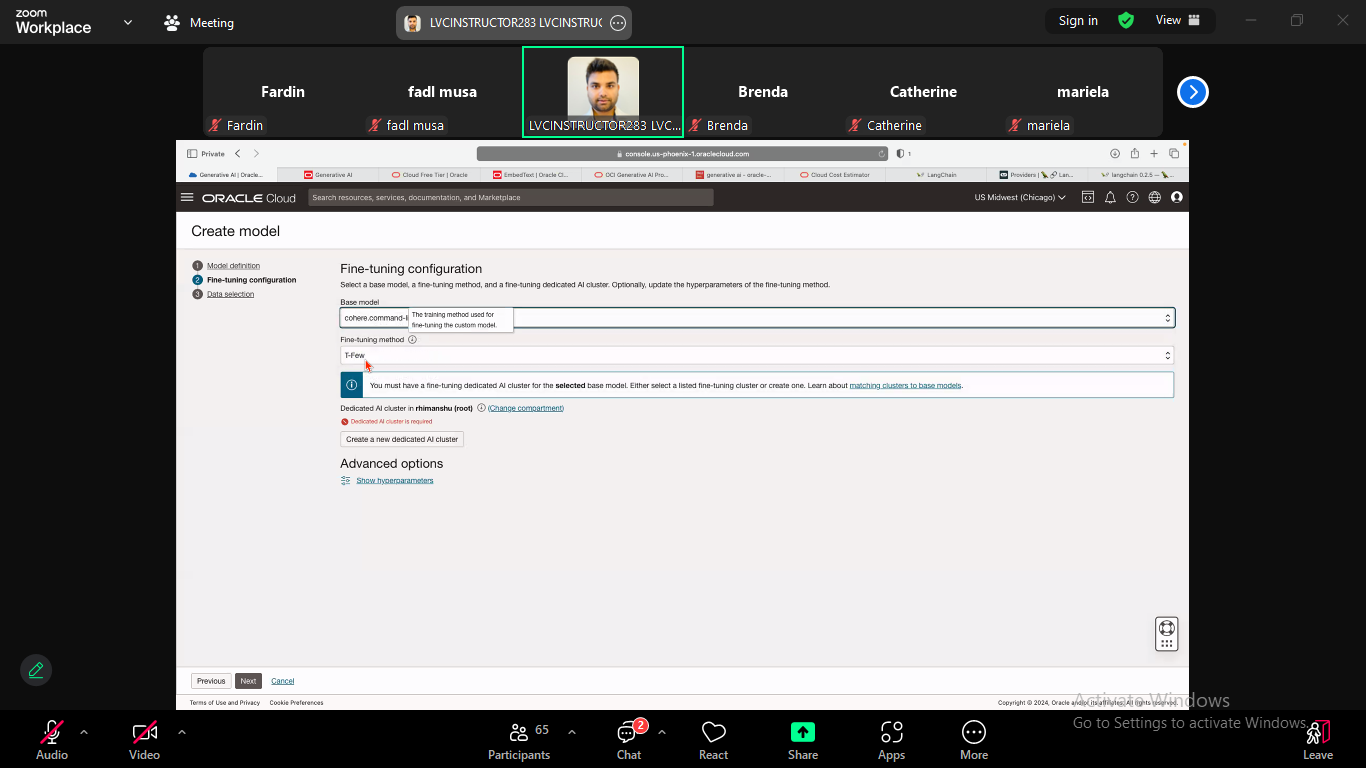 zoom
Workplace
Meeting
LVCINSTRUCTOR283 LVCINSTRUC
Sign in
View
Fardin
fadl musa
Brenda
Catherine
mariela
Fardin
fadl musa
LVCINSTRUCTOR283 LVC...
Brenda
Catherine
mariela
Private
console.us-phoenix-1.oraclecloud.com
1
Generative AI | Oracle...
Generative AI
Cloud Free Tier | Oracle
EmbedText | Oracle Cl...
OCI Generative AI Pro...
generative ai - oracle-...
Cloud Cost Estimator
LangChain
Providers | 🦜🔗 Lan...
langchain 0.2.5 — 🦜...
ORACLE Cloud
Search resources, services, documentation, and Marketplace
US Midwest (Chicago)
Create model
1 Model definition
2 Fine-tuning configuration
3 Data selection
Fine-tuning configuration
Select a base model, a fine-tuning method, and a fine-tuning dedicated AI cluster. Optionally, update the hyperparameters of the fine-tuning method.
Base model
cohere.command-l
The training method used for
fine-tuning the custom model.
Fine-tuning method
T-Few
You must have a fine-tuning dedicated AI cluster for the selected base model. Either select a listed fine-tuning cluster or create one. Learn about matching clusters to base models.
Dedicated AI cluster in rhimanshu (root) (Change compartment)
Dedicated AI cluster is required
Create a new dedicated AI cluster
Advanced options
Show hyperparameters
Previous
Next
Cancel
Terms of Use and Privacy
Cookie Preferences
Copyright © 2024, Oracle and/or its affiliates. All rights reserved.
Activate Windows
Go to Settings to activate Windows.
Audio
Video
Participants
65
Chat
2
React
Share
Apps
More
Leave